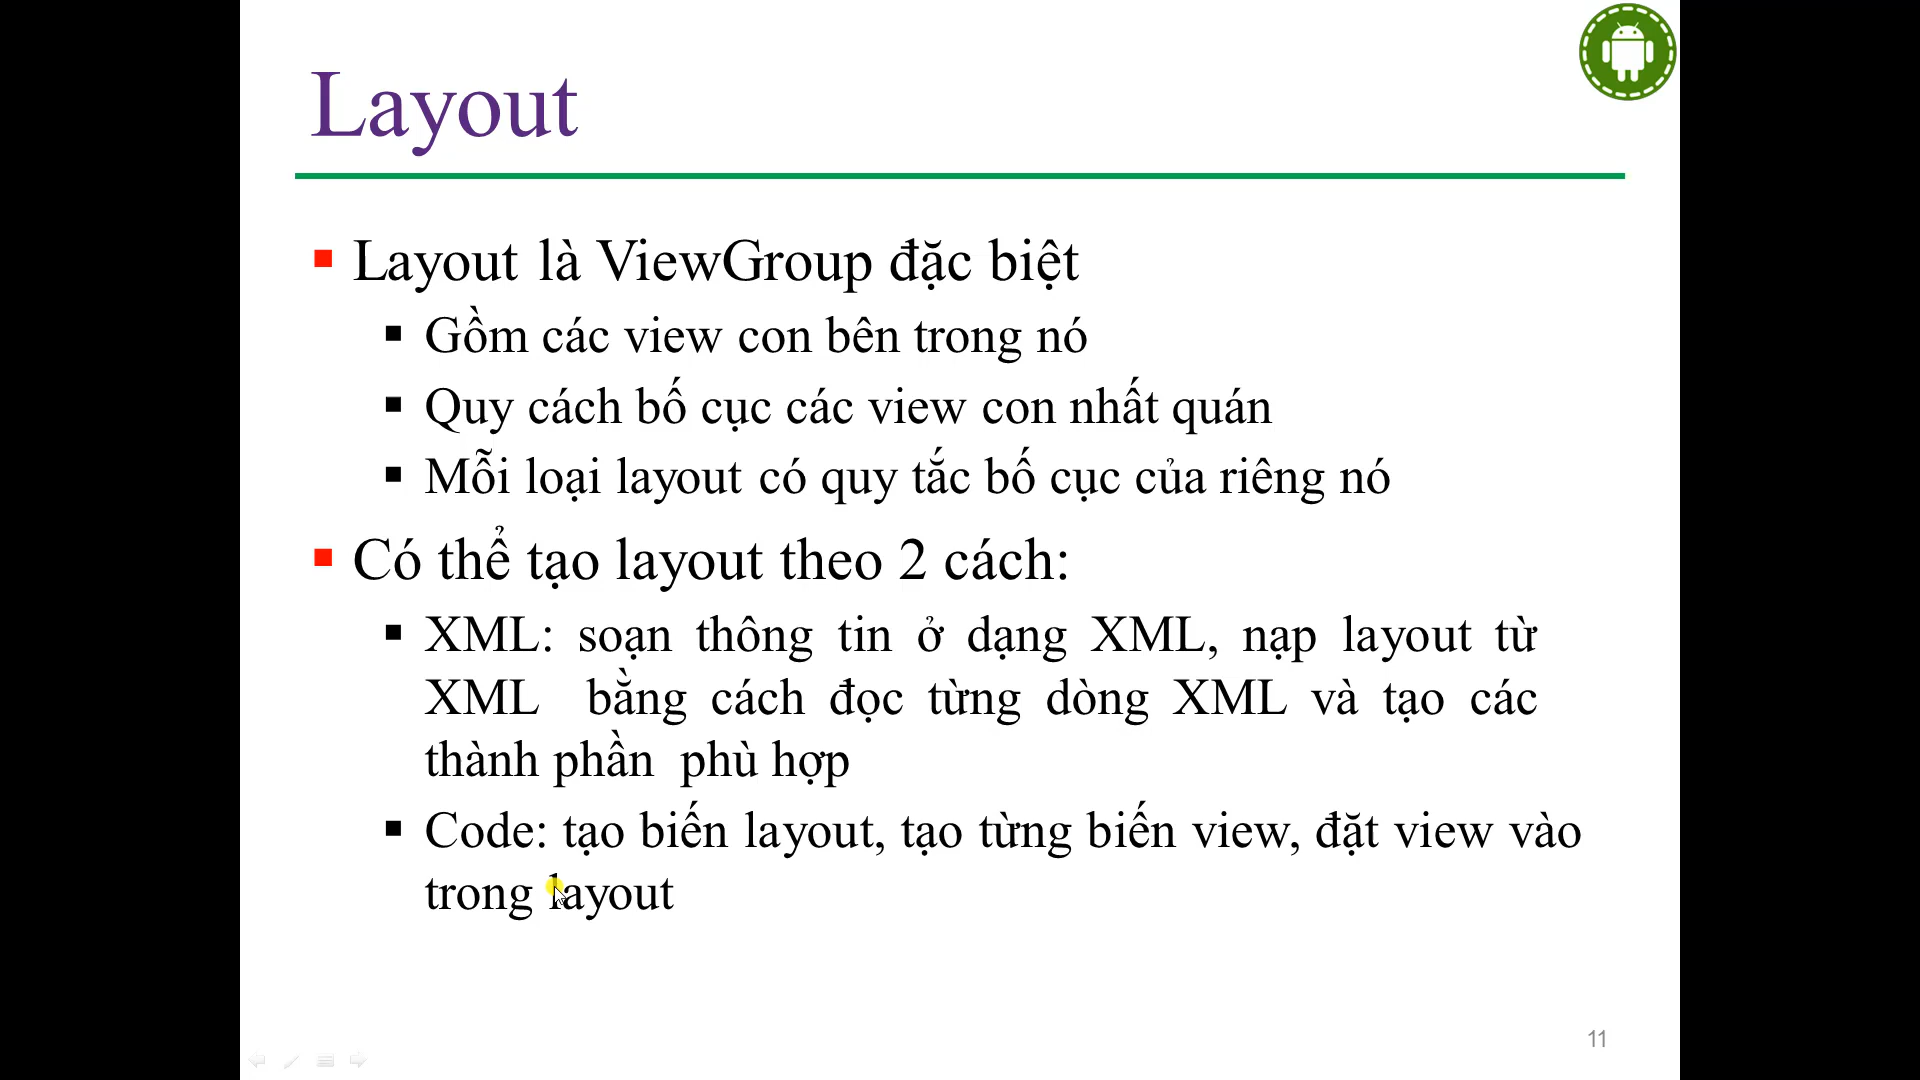 Layout
Layout là ViewGroup đặc biệt
Gồm các view con bên trong nó
Quy cách bố cục các view con nhất quán
Mỗi loại layout có quy tắc bố cục của riêng nó
Có thể tạo layout theo 2 cách:
XML: soạn thông tin ở dạng XML, nạp layout từ
XML bằng cách đọc từng dòng XML và tạo các
thành phần phù hợp
Code: tạo biến layout, tạo từng biến view, đặt view vào
trong layout
11